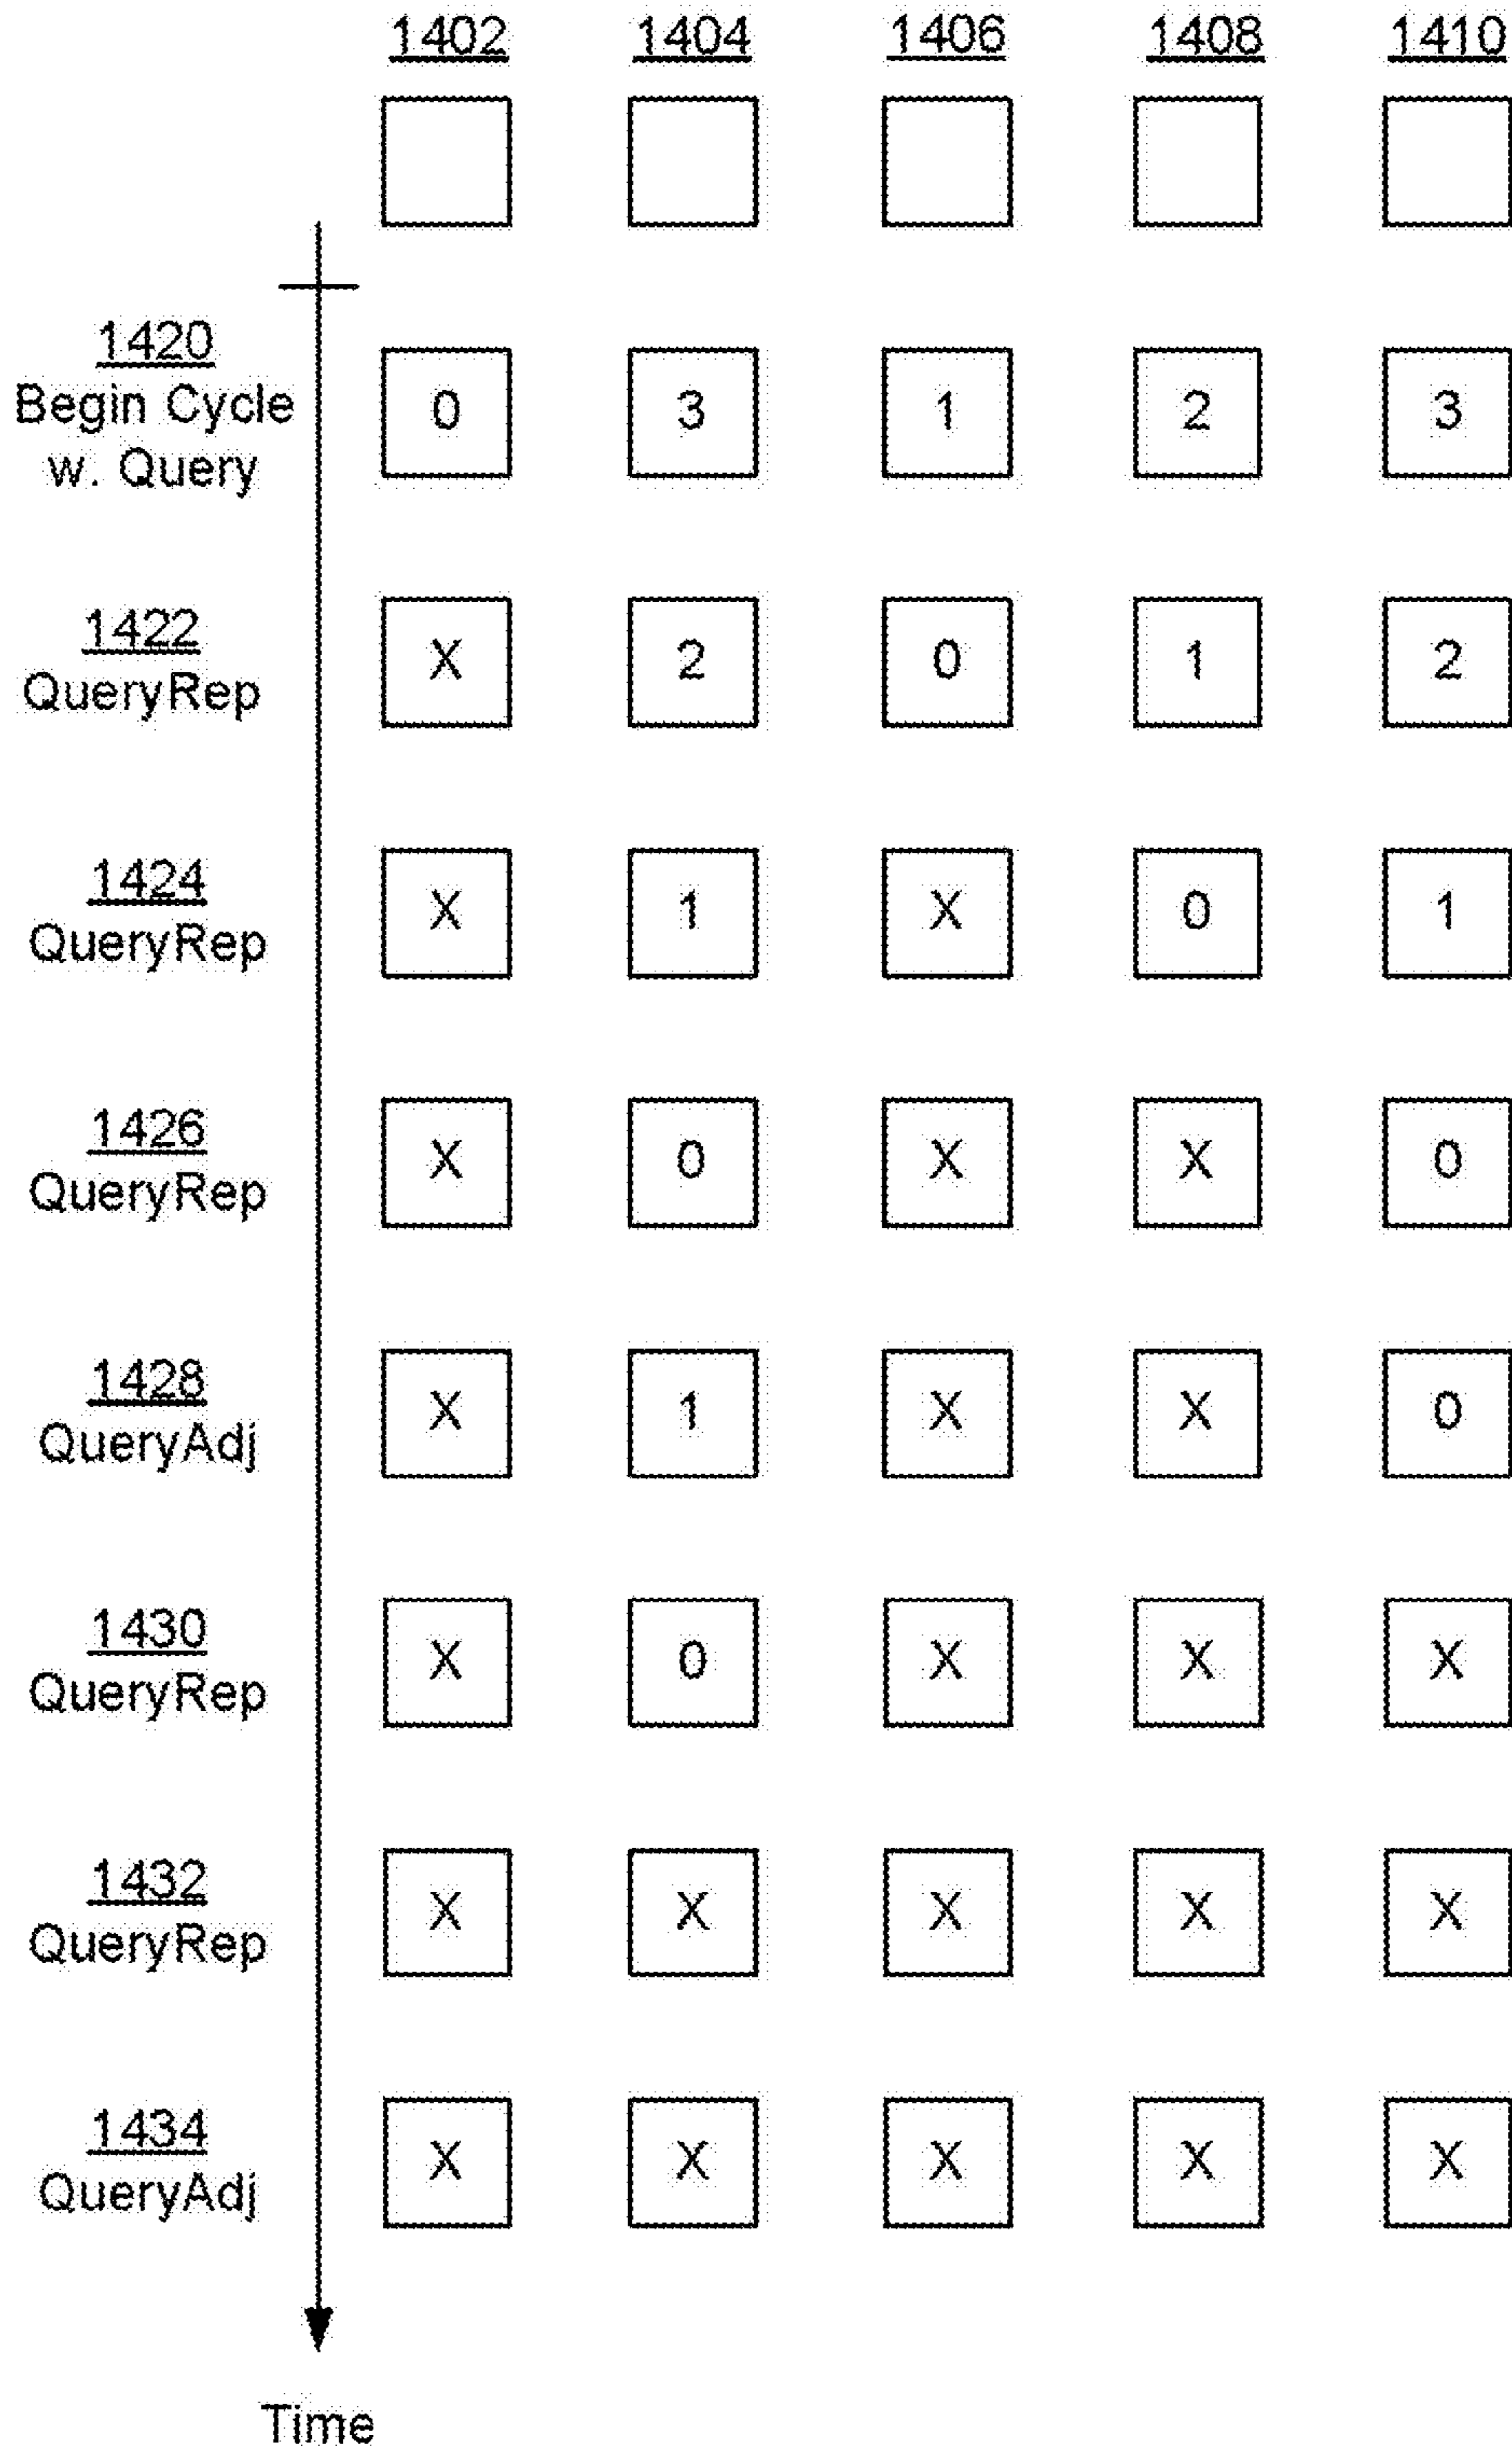 1402 1404 1406 1408 1410
1420
Begin Cycle
w. Query
0 3 1 2 3
1422
QueryRep
X 2 0 1 2
1424
QueryRep
X 1 X 0 1
1426
QueryRep
X 0 X X 0
1428
QueryAdj
X 1 X X 0
1430
QueryRep
X 0 X X X
1432
QueryRep
X X X X X
1434
QueryAdj
X X X X X
Time